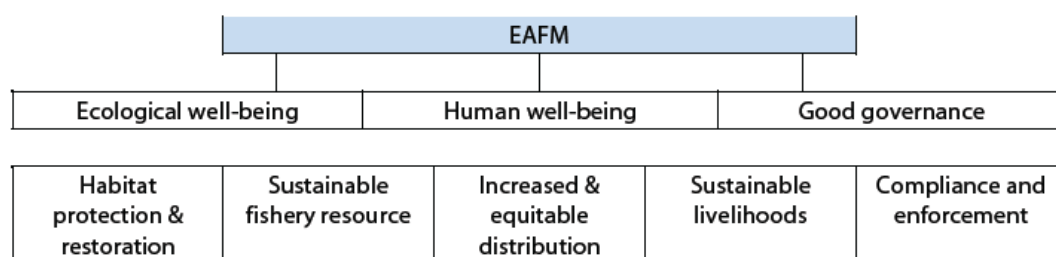 EAFM
Ecological well-being
Human well-being
Good governance
Habitat
protection &
restoration
Sustainable
fishery resource
Increased &
equitable
distribution
Sustainable
livelihoods
Compliance and
enforcement